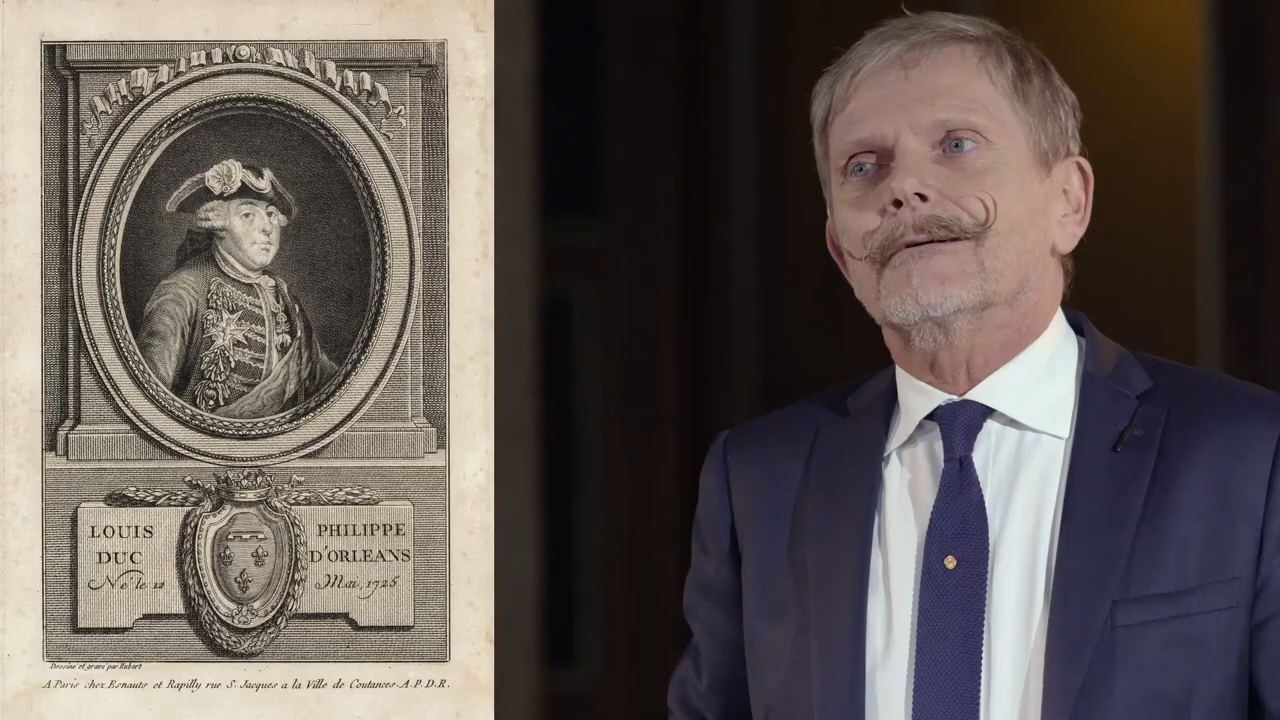 LOUIS PHILIPPE
DUC D'ORLEANS
Né le 12 Mai, 1725
Dessiné et gravé par Hubert
A Paris chez Esnauts et Rapilly rue S. Jacques a la Ville de Coutances. A. P. D. R.